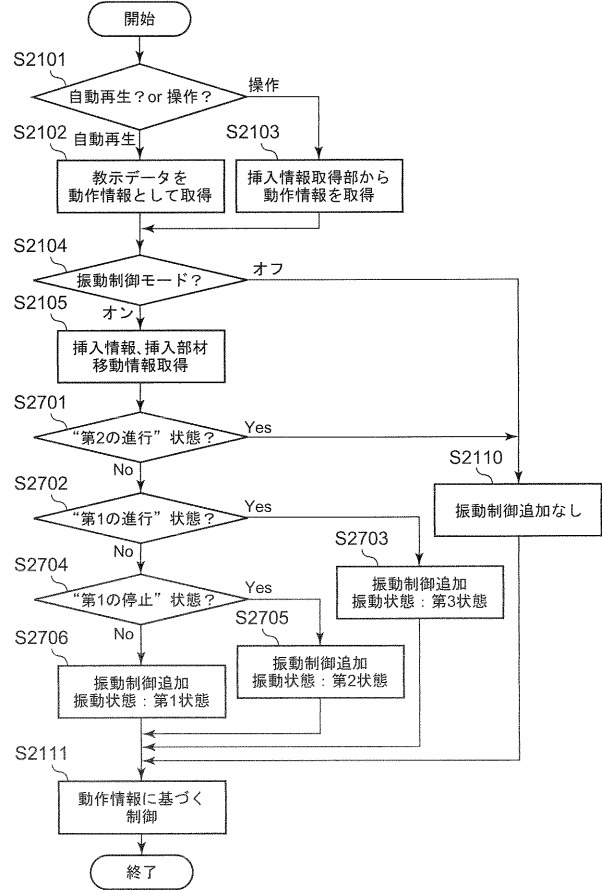 開始
S2101
自動再生？or 操作？
操作
自動再生
S2102
教示データを
動作情報として取得
S2103
挿入情報取得部から
動作情報を取得
S2104
振動制御モード？
オフ
オン
S2105
挿入情報、挿入部材
移動情報取得
S2701
“第2の進行”状態？
Yes
No
S2110
振動制御追加なし
S2702
“第1の進行”状態？
Yes
No
S2703
振動制御追加
振動状態：第3状態
S2704
“第1の停止”状態？
Yes
No
S2705
振動制御追加
振動状態：第2状態
S2706
振動制御追加
振動状態：第1状態
S2111
動作情報に基づく
制御
終了